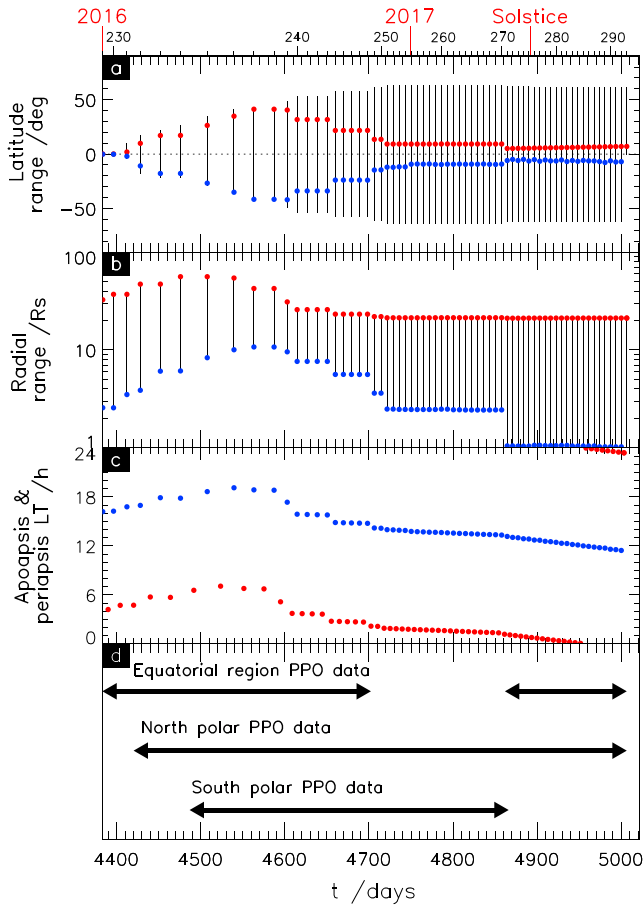 2016 2017 Solstice
230 240 250 260 270 280 290
a
Latitude
range /deg
50
0
−50
b
Radial
range /Rs
100
10
1
c
Apoapsis &
periapsis LT /h
24
18
12
6
0
d
Equatorial region PPO data
North polar PPO data
South polar PPO data
4400 4500 4600 4700 4800 4900 5000
t /days